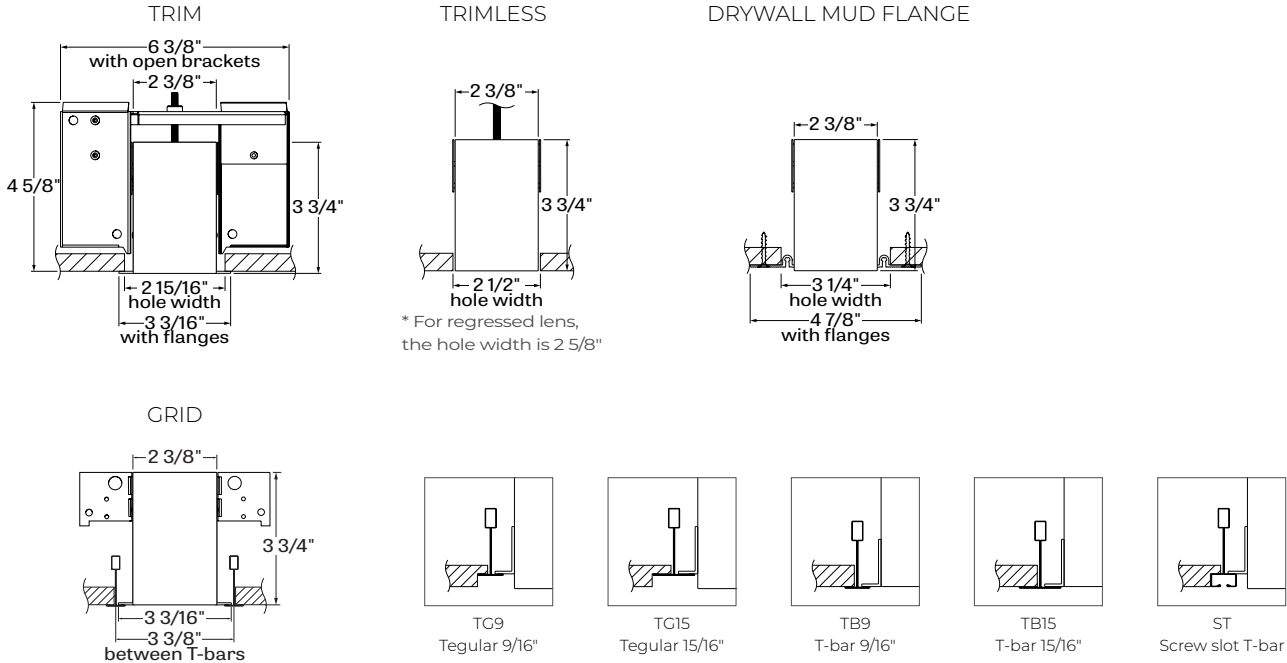 TRIM
6 3/8"
with open brackets
2 3/8"
4 5/8"
3 3/4"
2 15/16"
hole width
3 3/16"
with flanges
TRIMLESS
2 3/8"
3 3/4"
2 1/2"
hole width
* For regressed lens,
the hole width is 2 5/8"
DRYWALL MUD FLANGE
2 3/8"
3 3/4"
3 1/4"
hole width
4 7/8"
with flanges
GRID
2 3/8"
3 3/4"
3 3/16"
3 3/8"
between T-bars
TG9
Tegular 9/16"
TG15
Tegular 15/16"
TB9
T-bar 9/16"
TB15
T-bar 15/16"
ST
Screw slot T-bar